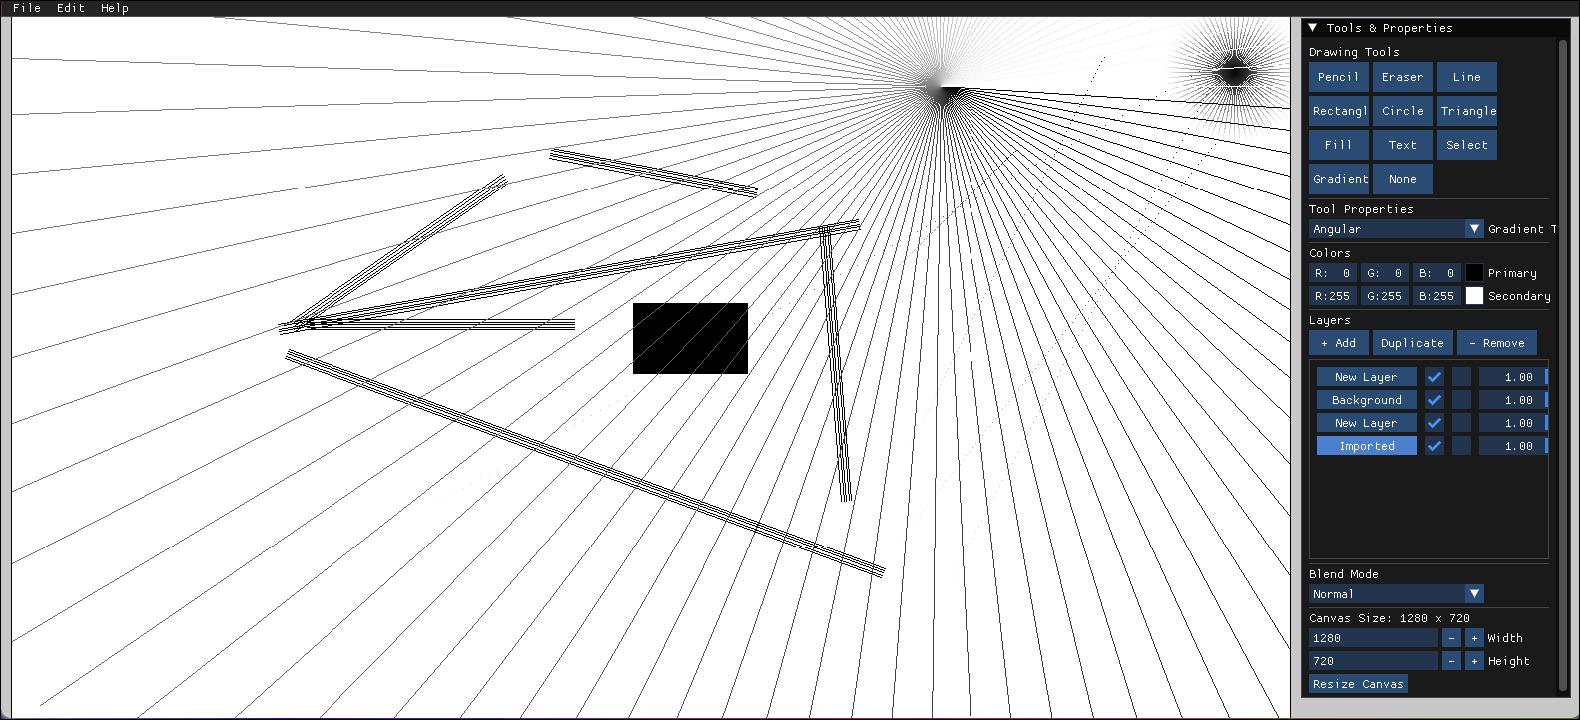 File Edit Help
Tools & Properties
Drawing Tools
Pencil Eraser Line
Rectangl Circle Triangle
Fill Text Select
Gradient None
Tool Properties
Angular Gradient T
Colors
R: 0 G: 0 B: 0 Primary
R:255 G:255 B:255 Secondary
Layers
+ Add Duplicate - Remove
New Layer 1.00
Background 1.00
New Layer 1.00
Imported 1.00
Blend Mode
Normal
Canvas Size: 1280 x 720
1280 - + Width
720 - + Height
Resize Canvas